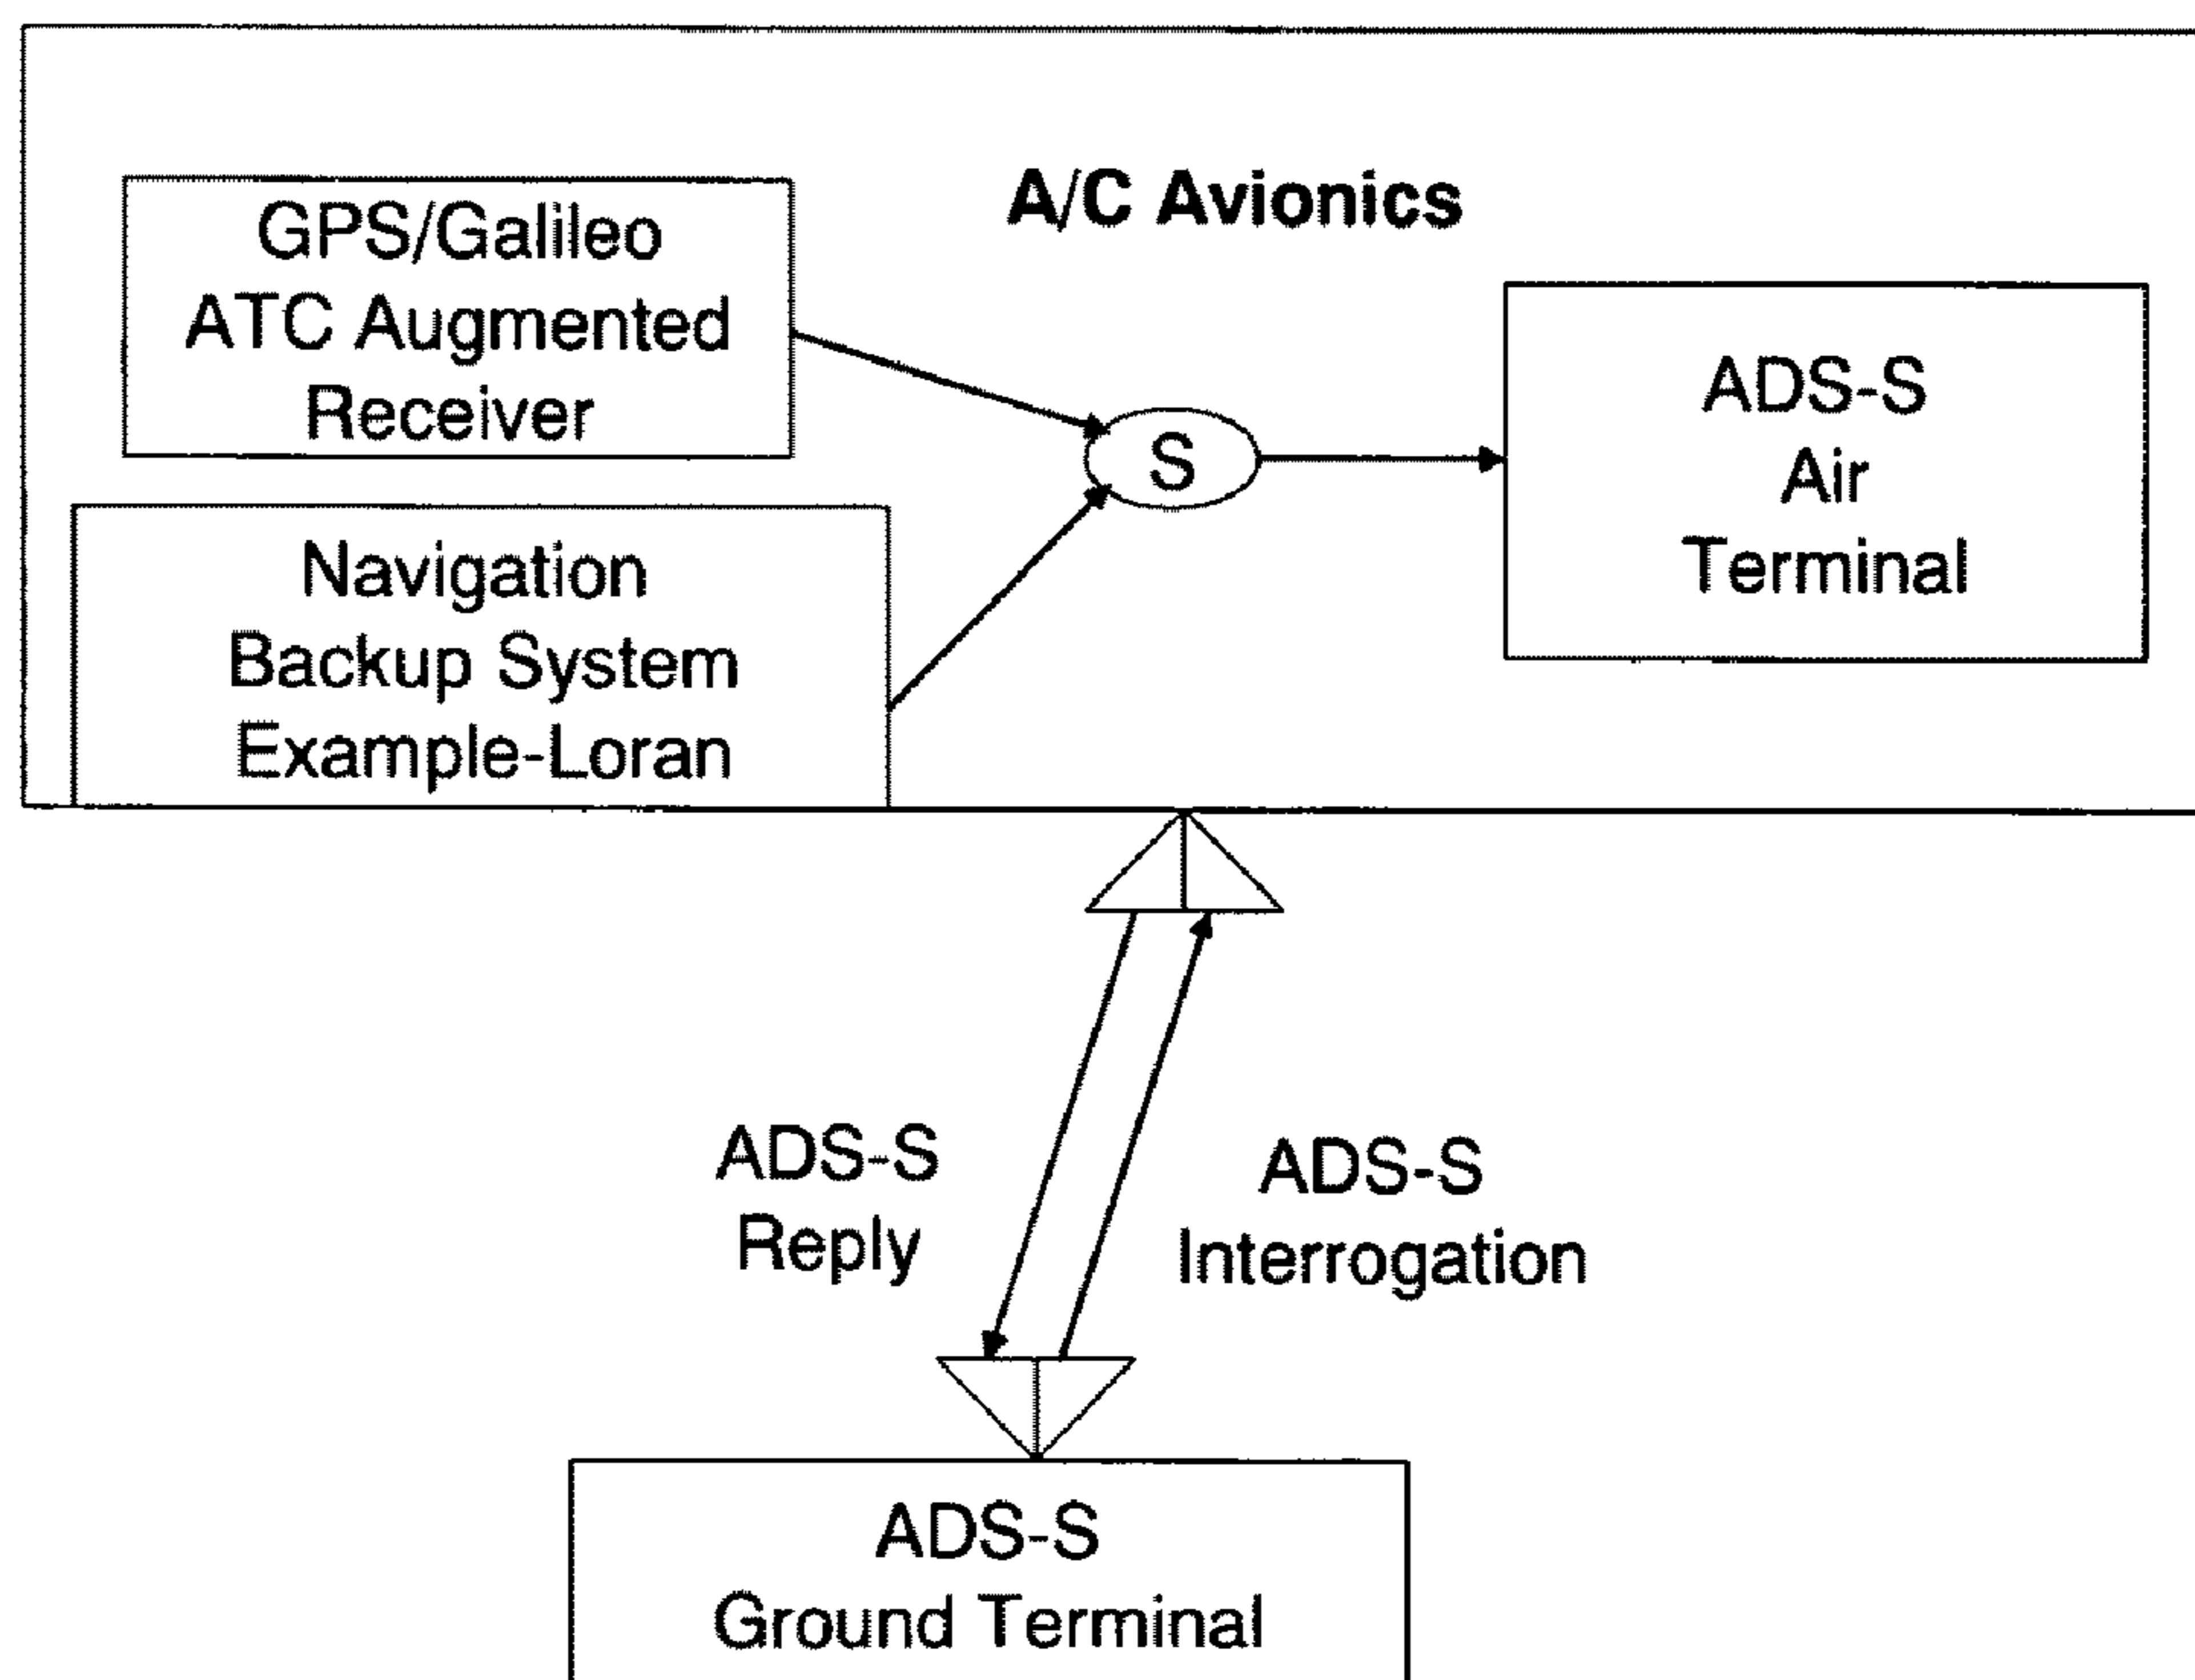 A/C Avionics
GPS/Galileo
ATC Augmented
Receiver
S
ADS-S
Air
Terminal
Navigation
Backup System
Example-Loran
ADS-S
Reply
ADS-S
Interrogation
ADS-S
Ground Terminal